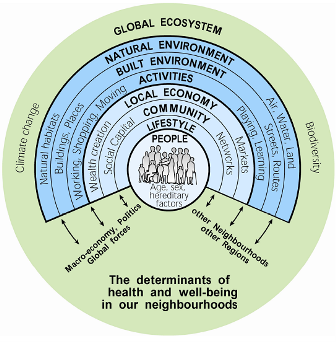 GLOBAL ECOSYSTEM
NATURAL ENVIRONMENT
BUILT ENVIRONMENT
ACTIVITIES
LOCAL ECONOMY
COMMUNITY
LIFESTYLE
PEOPLE
Age, sex,
hereditary
factors
Climate change
Natural habitats
Buildings, Places
Working, Shopping, Moving
Wealth creation
Social Capital
Networks
Markets
Playing, Learning
Streets, Routes
Air, Water, Land
Biodiversity
Macro-economy, Politics
Global forces
other Neighbourhoods
other Regions
The determinants of
health and well-being
in our neighbourhoods